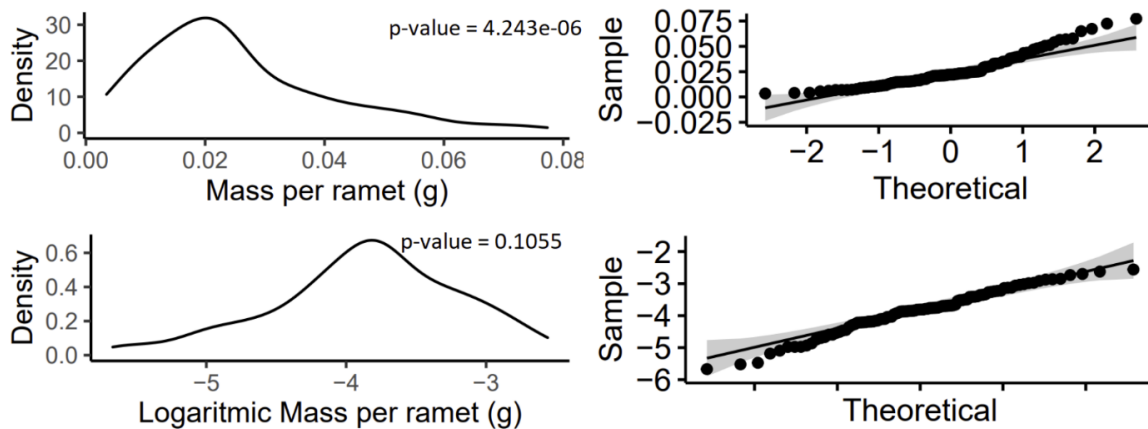 Density
30
20
10
0
p-value = 4.243e-06
0.00 0.02 0.04 0.06 0.08
Mass per ramet (g)
Sample
0.075
0.050
0.025
0.000
−0.025
−2 −1 0 1 2
Theoretical
Density
0.6
0.4
0.2
0.0
p-value = 0.1055
−5 −4 −3
Logaritmic Mass per ramet (g)
Sample
−2
−3
−4
−5
−6
Theoretical